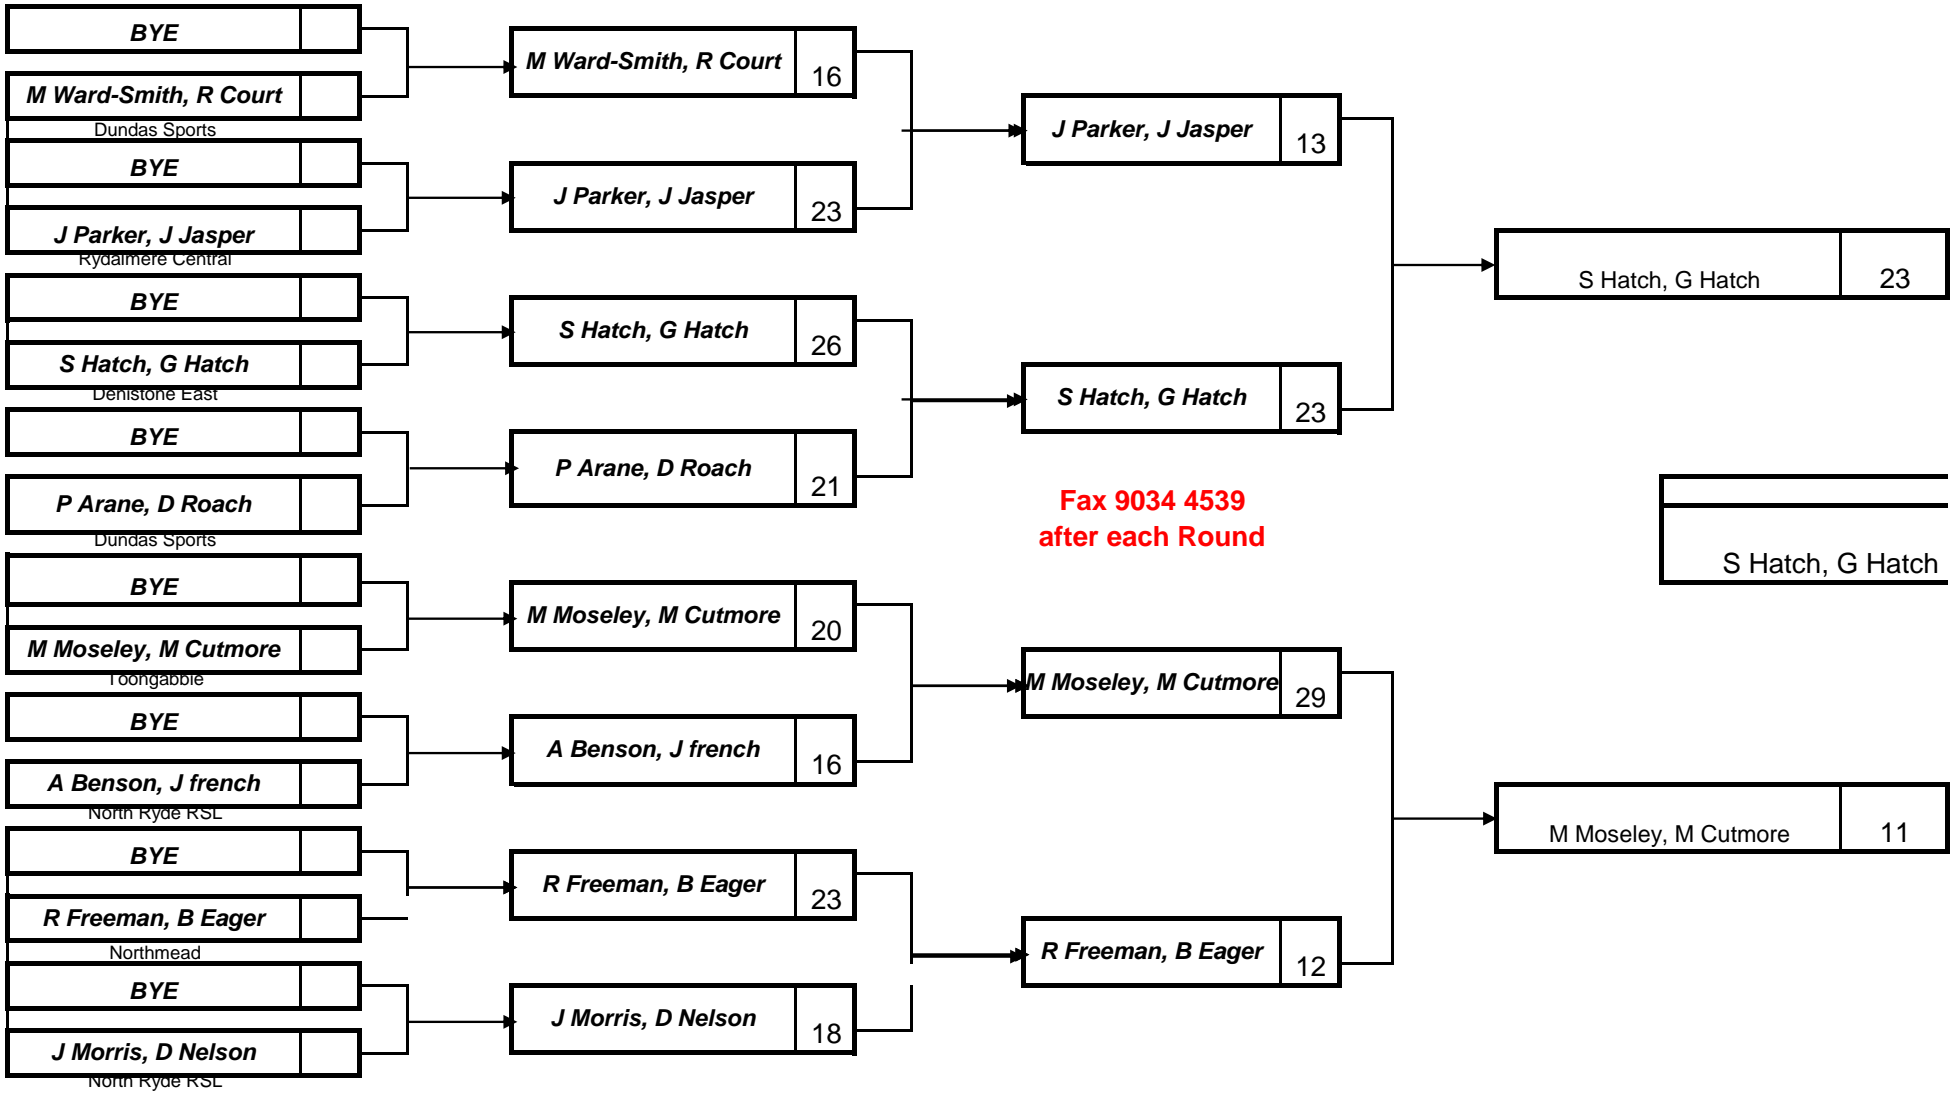 BYE
M Ward-Smith, R Court
Dundas Sports
BYE
J Parker, J Jasper
Rydalmere Central
BYE
S Hatch, G Hatch
Denistone East
BYE
P Arane, D Roach
Dundas Sports
BYE
M Moseley, M Cutmore
Toongabbie
BYE
A Benson, J french
North Ryde RSL
BYE
R Freeman, B Eager
Northmead
BYE
J Morris, D Nelson
North Ryde RSL
M Ward-Smith, R Court 16
J Parker, J Jasper 23
S Hatch, G Hatch 26
P Arane, D Roach 21
M Moseley, M Cutmore 20
A Benson, J french 16
R Freeman, B Eager 23
J Morris, D Nelson 18
J Parker, J Jasper 13
S Hatch, G Hatch 23
Fax 9034 4539
after each Round
M Moseley, M Cutmore 29
R Freeman, B Eager 12
S Hatch, G Hatch 23
M Moseley, M Cutmore 11
S Hatch, G Hatch